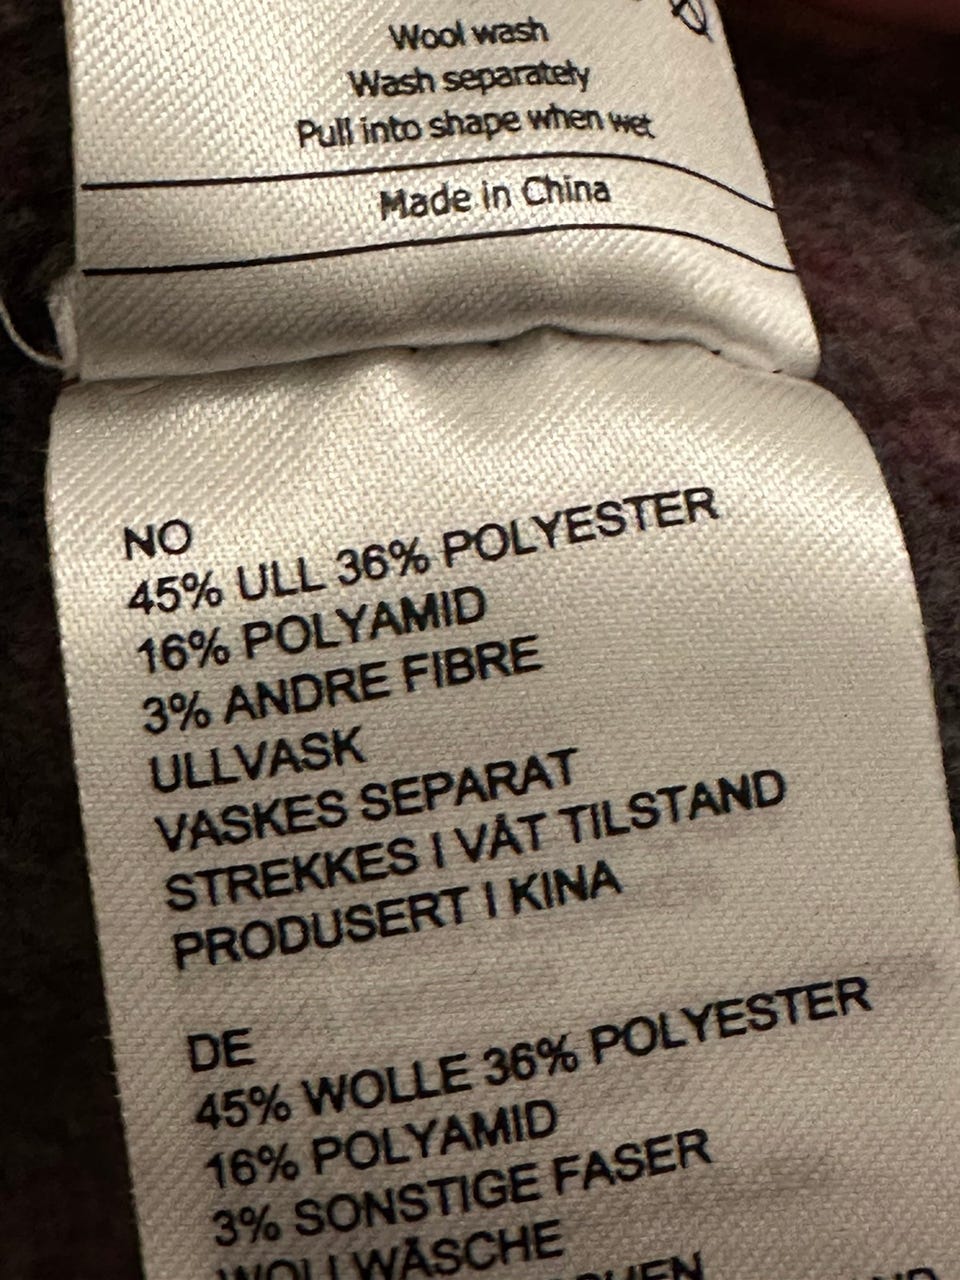 Wool wash
Wash separately
Pull into shape when wet
Made in China
NO
45% ULL 36% POLYESTER
16% POLYAMID
3% ANDRE FIBRE
ULLVASK
VASKES SEPARAT
STREKKES I VÅT TILSTAND
PRODUSERT I KINA
DE
45% WOLLE 36% POLYESTER
16% POLYAMID
3% SONSTIGE FASER
WOLLWÄSCHE